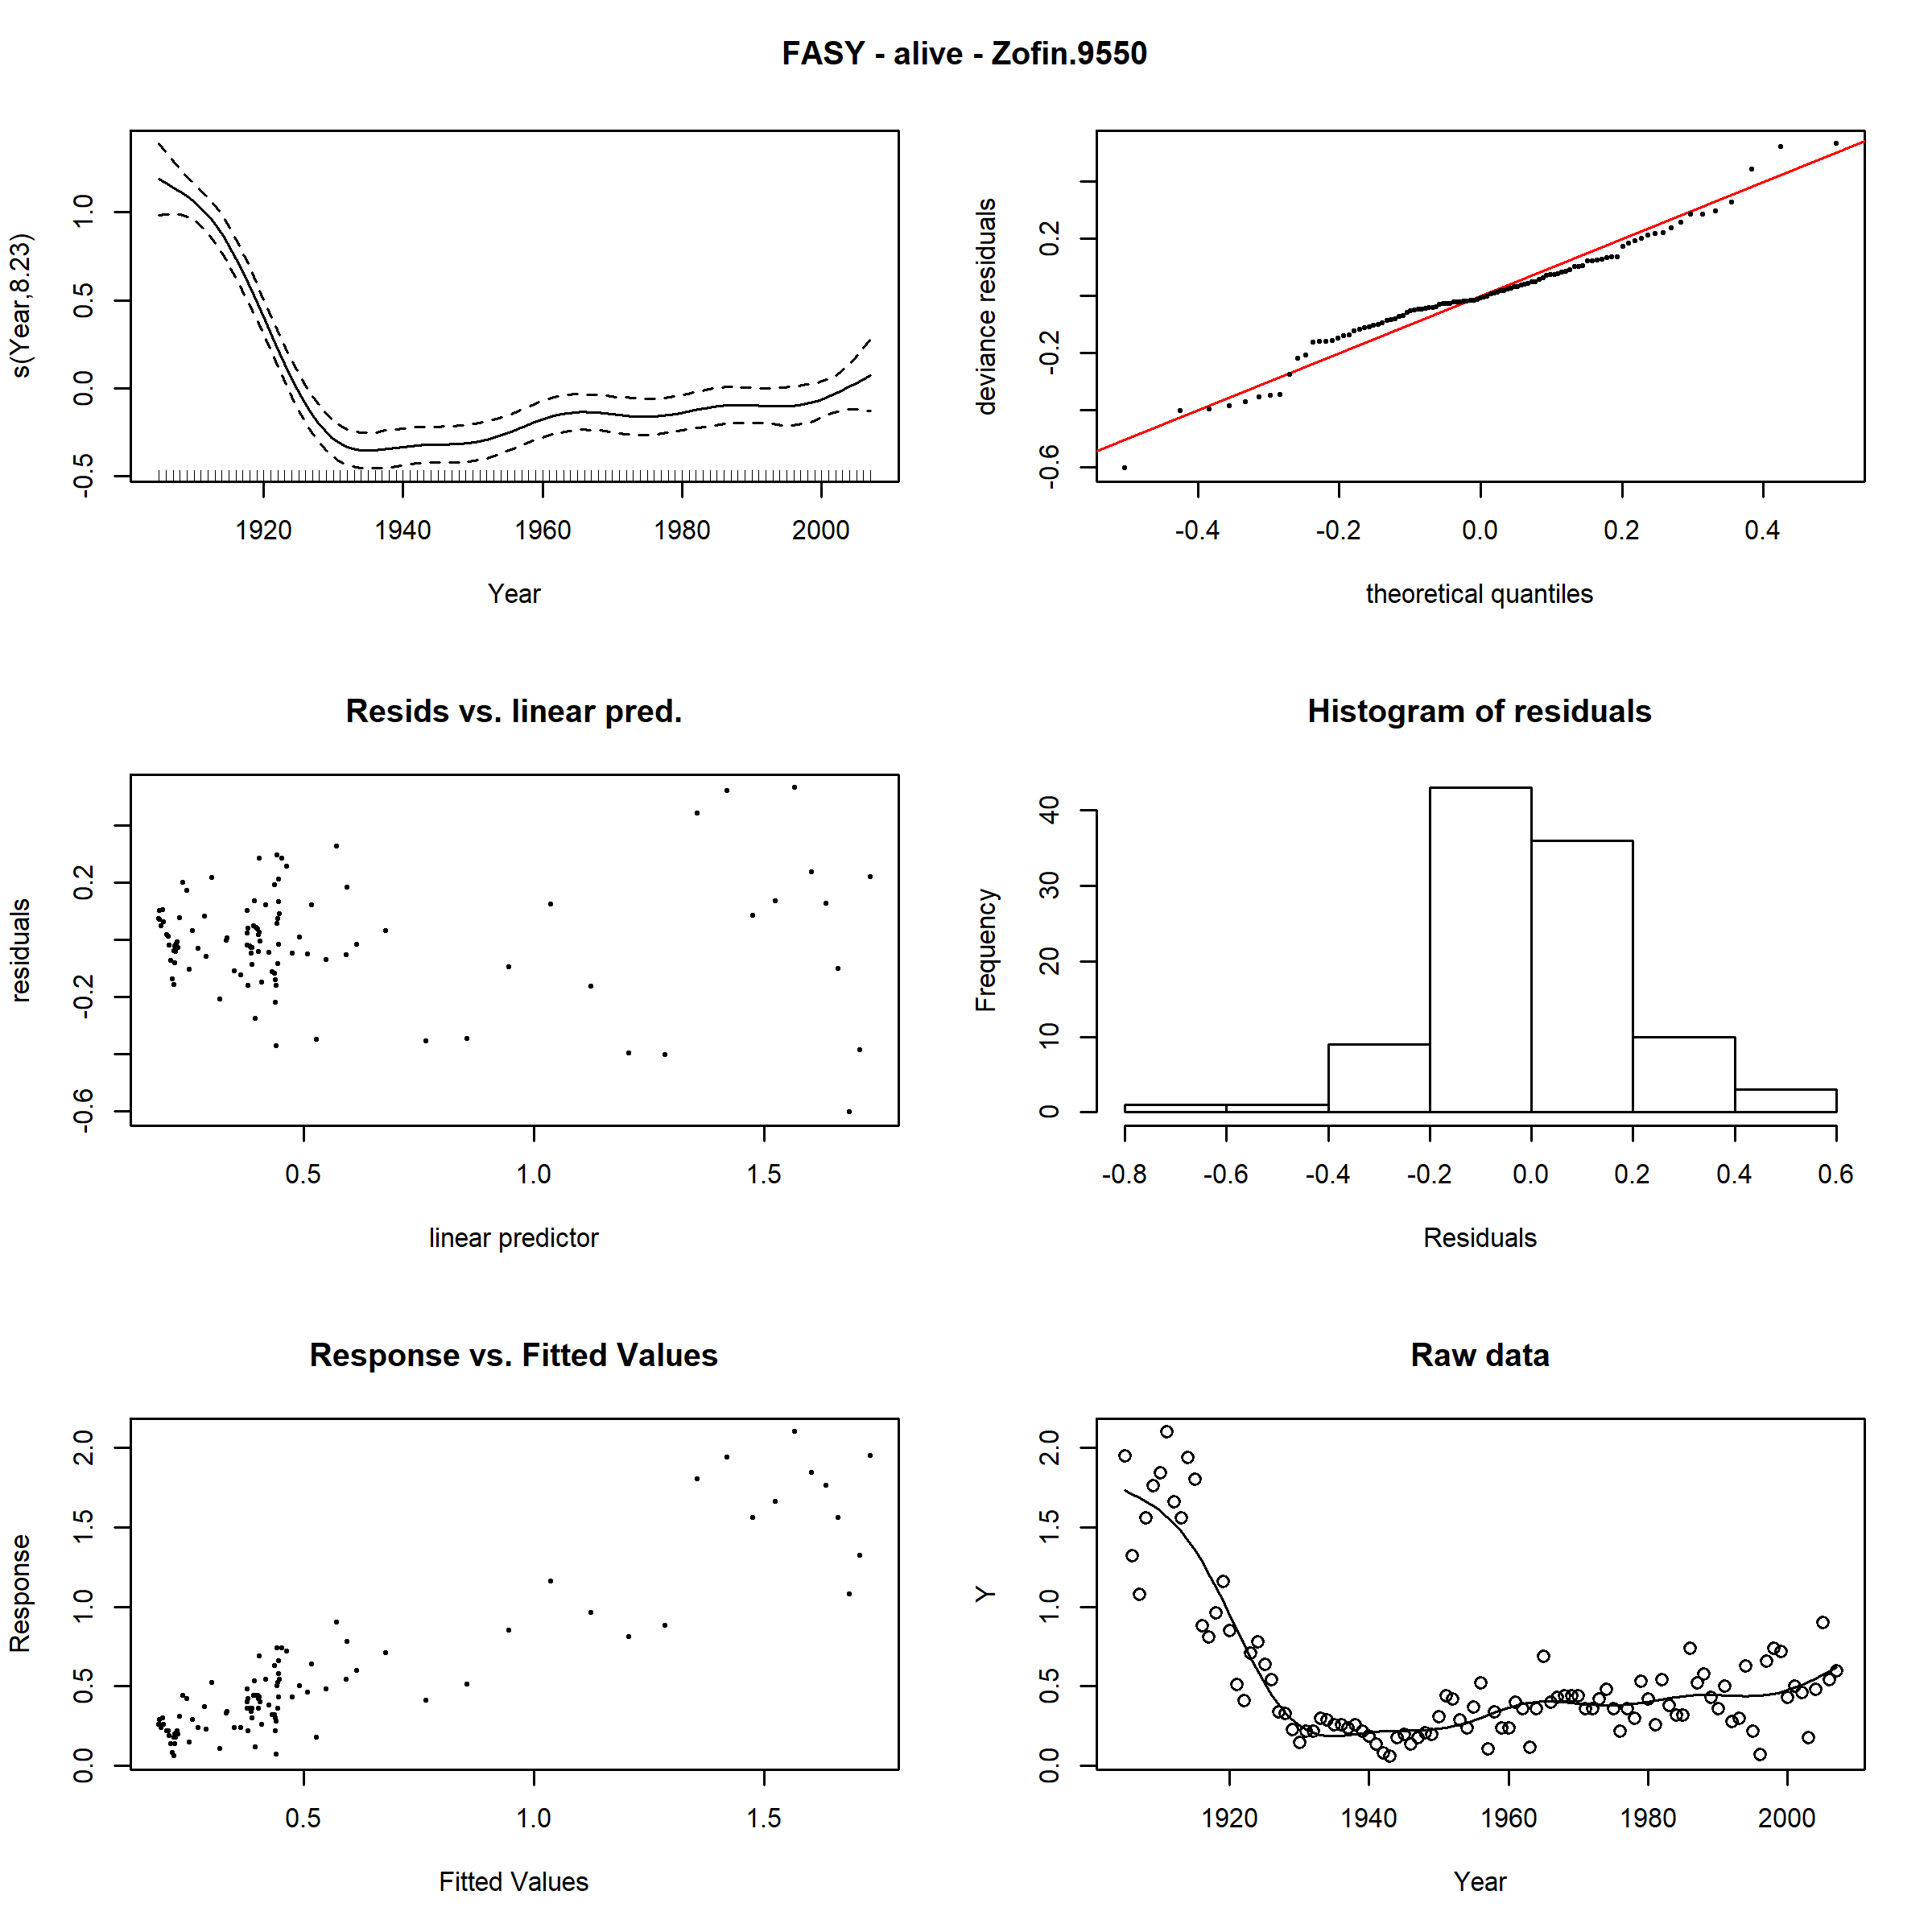 FASY - alive - Zofin.9550
s(Year,8.23)
-0.5 0.0 0.5 1.0
1920 1940 1960 1980 2000
Year
deviance residuals
-0.6 -0.2 0.2
-0.4 -0.2 0.0 0.2 0.4
theoretical quantiles
Resids vs. linear pred.
residuals
-0.6 -0.2 0.2
0.5 1.0 1.5
linear predictor
Histogram of residuals
Frequency
0 10 20 30 40
-0.8 -0.6 -0.4 -0.2 0.0 0.2 0.4 0.6
Residuals
Response vs. Fitted Values
Response
0.0 0.5 1.0 1.5 2.0
0.5 1.0 1.5
Fitted Values
Raw data
Y
0.0 0.5 1.0 1.5 2.0
1920 1940 1960 1980 2000
Year